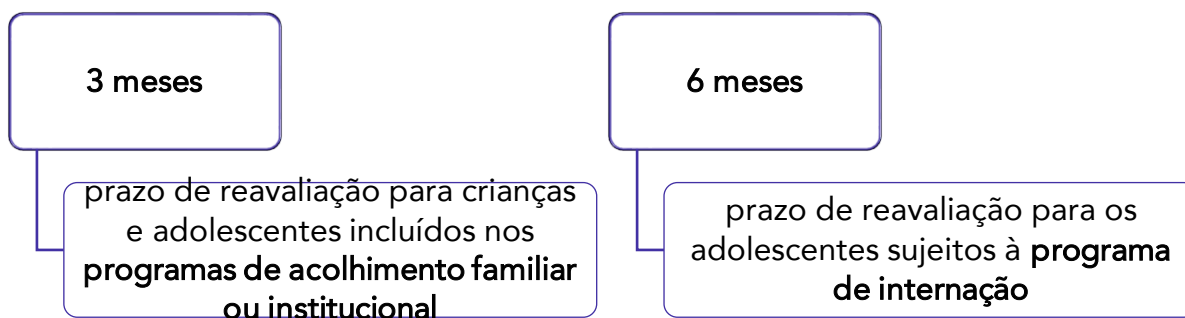 3 meses
prazo de reavaliação para crianças
e adolescentes incluídos nos
programas de acolhimento familiar
ou institucional
6 meses
prazo de reavaliação para os
adolescentes sujeitos à programa
de internação